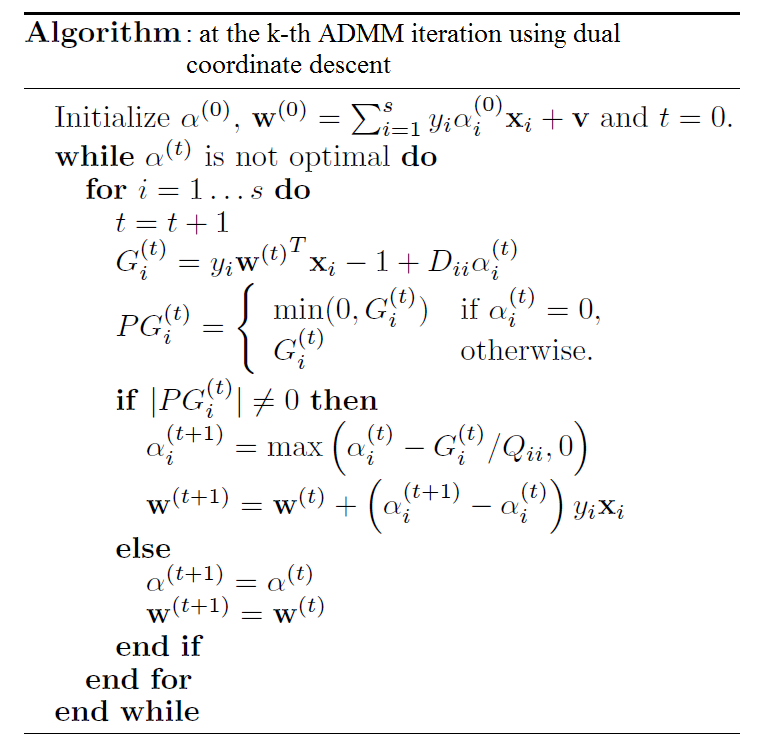 Algorithm: at the k-th ADMM iteration using dual
coordinate descent
Initialize α^(0), w^(0) = ∑_{i=1}^{s} y_i α_i^(0) x_i + v and t = 0.
while α^(t) is not optimal do
for i = 1 … s do
t = t + 1
G_i^(t) = y_i w^(t)^T x_i − 1 + D_ii α_i^(t)
PG_i^(t) = { min(0, G_i^(t)) if α_i^(t) = 0,
G_i^(t) otherwise.
if |PG_i^(t)| ≠ 0 then
α_i^(t+1) = max (α_i^(t) − G_i^(t)/Q_ii, 0)
w^(t+1) = w^(t) + (α_i^(t+1) − α_i^(t)) y_i x_i
else
α^(t+1) = α^(t)
w^(t+1) = w^(t)
end if
end for
end while